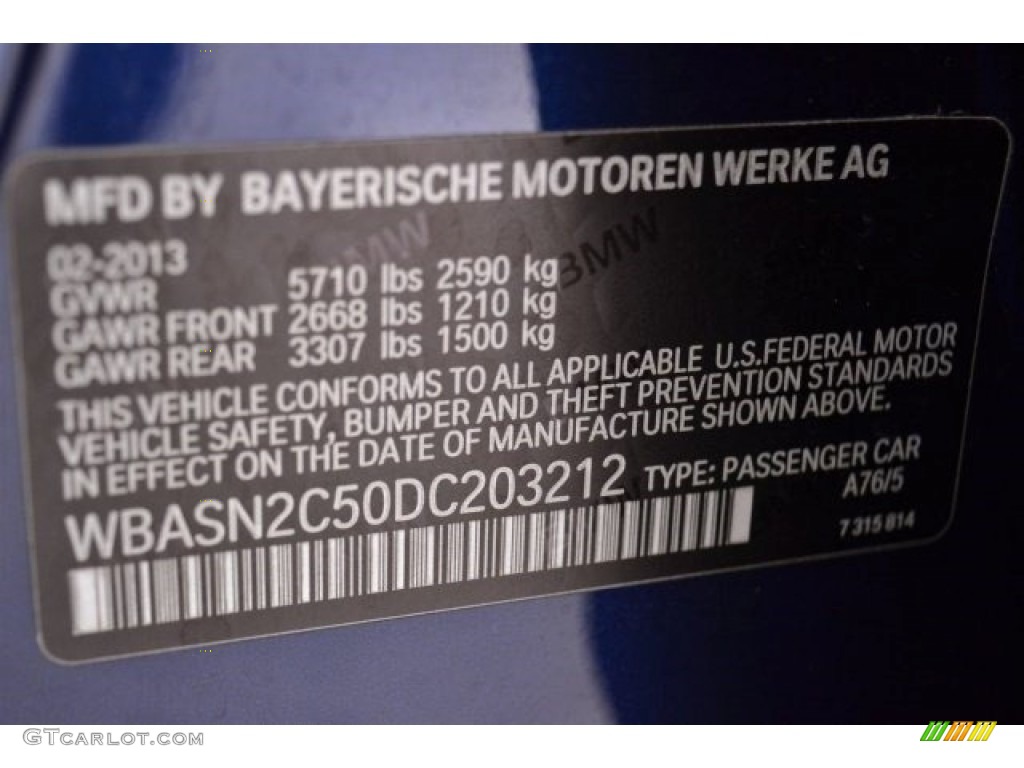 MFD BY BAYERISCHE MOTOREN WERKE AG
02-2013
GVWR 5710 lbs 2590 kg
GAWR FRONT 2668 lbs 1210 kg
GAWR REAR 3307 lbs 1500 kg
BMW BMW
THIS VEHICLE CONFORMS TO ALL APPLICABLE U.S.FEDERAL MOTOR
VEHICLE SAFETY, BUMPER AND THEFT PREVENTION STANDARDS
IN EFFECT ON THE DATE OF MANUFACTURE SHOWN ABOVE.
WBASN2C50DC203212 TYPE: PASSENGER CAR
A76/5
7 315 814
GTCarlot.com